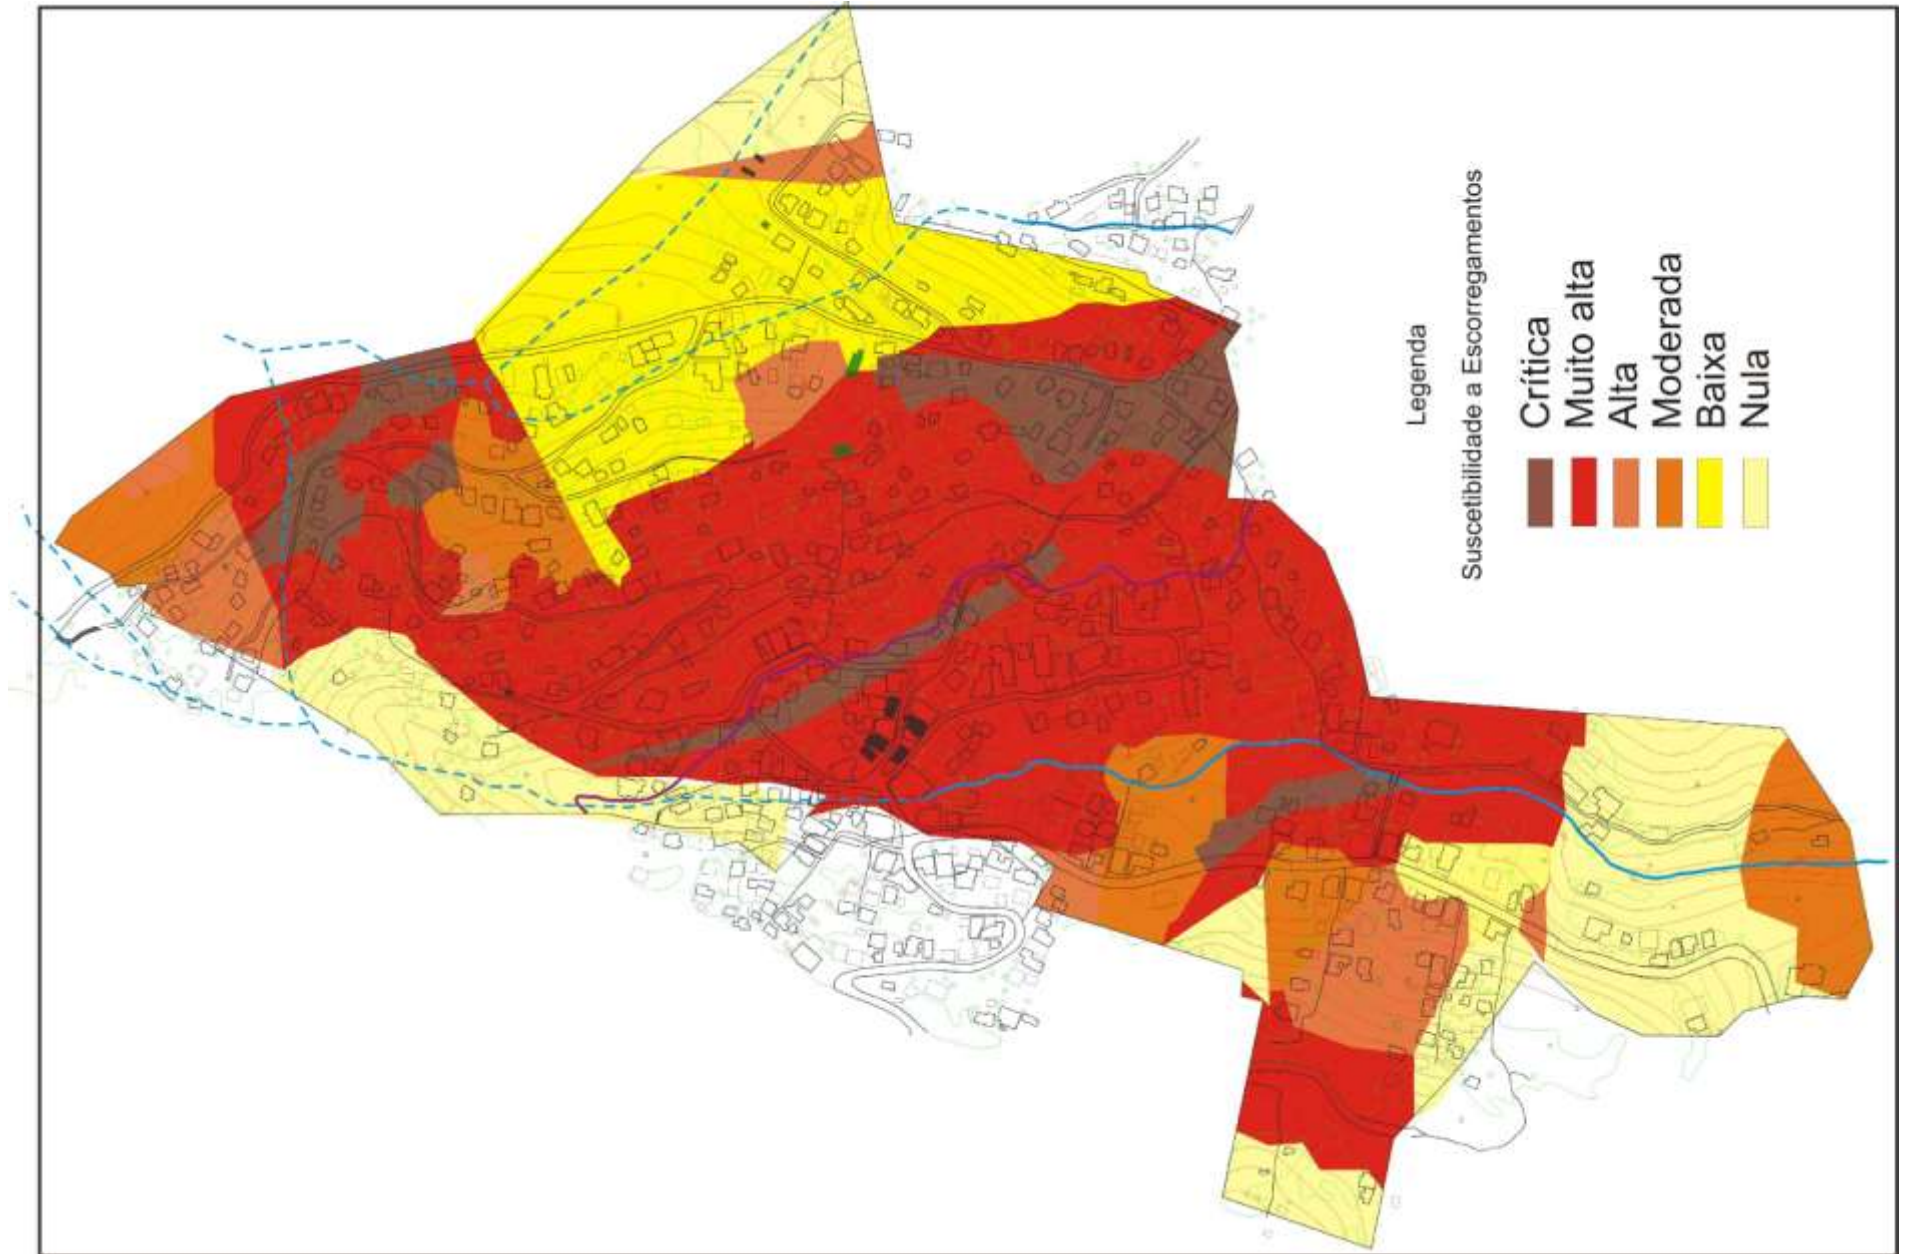 Legenda
Suscetibilidade a Escorregamentos
Crítica
Muito alta
Alta
Moderada
Baixa
Nula